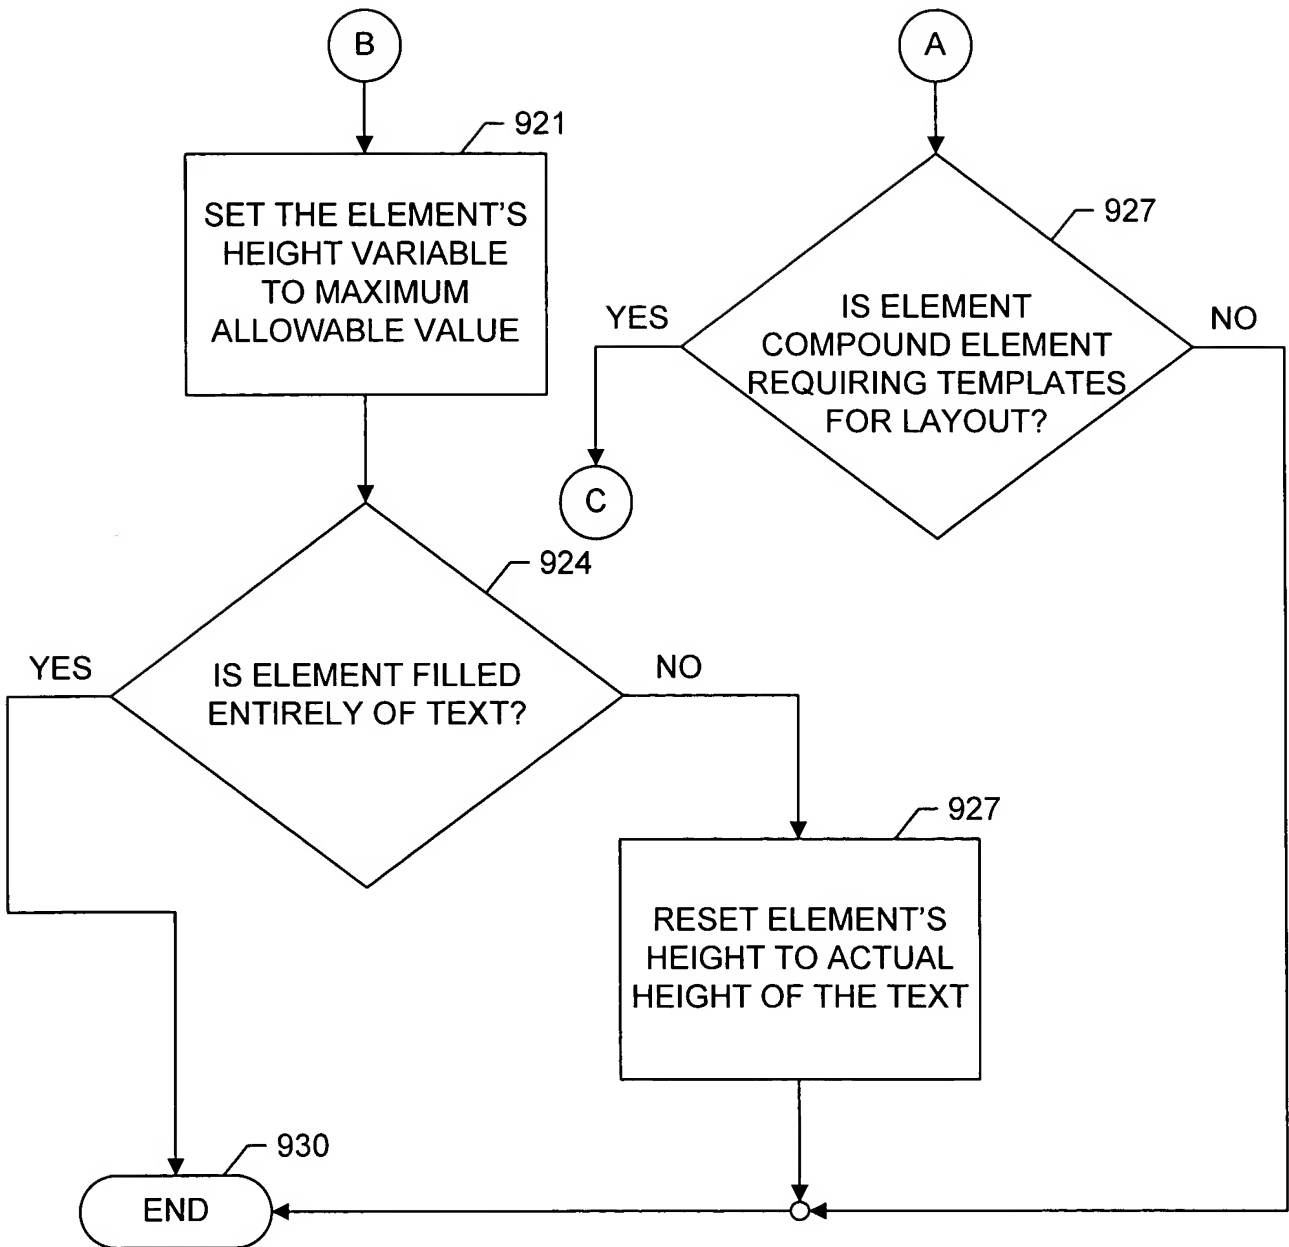 B
A
921
SET THE ELEMENT'S
HEIGHT VARIABLE
TO MAXIMUM
ALLOWABLE VALUE
927
YES
IS ELEMENT
COMPOUND ELEMENT
REQUIRING TEMPLATES
FOR LAYOUT?
NO
C
924
YES
IS ELEMENT FILLED
ENTIRELY OF TEXT?
NO
927
RESET ELEMENT'S
HEIGHT TO ACTUAL
HEIGHT OF THE TEXT
930
END